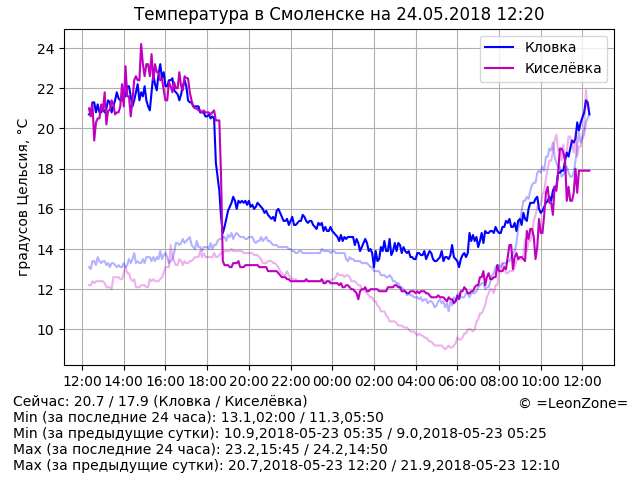 Температура в Смоленске на 24.05.2018 12:20
Кловка
Киселёвка
градусов Цельсия, °C
24
22
20
18
16
14
12
10
12:00 14:00 16:00 18:00 20:00 22:00 00:00 02:00 04:00 06:00 08:00 10:00 12:00
Сейчас: 20.7 / 17.9 (Кловка / Киселёвка)
© =LeonZone=
Min (за последние 24 часа): 13.1,02:00 / 11.3,05:50
Min (за предыдущие сутки): 10.9,2018-05-23 05:35 / 9.0,2018-05-23 05:25
Max (за последние 24 часа): 23.2,15:45 / 24.2,14:50
Max (за предыдущие сутки): 20.7,2018-05-23 12:20 / 21.9,2018-05-23 12:10